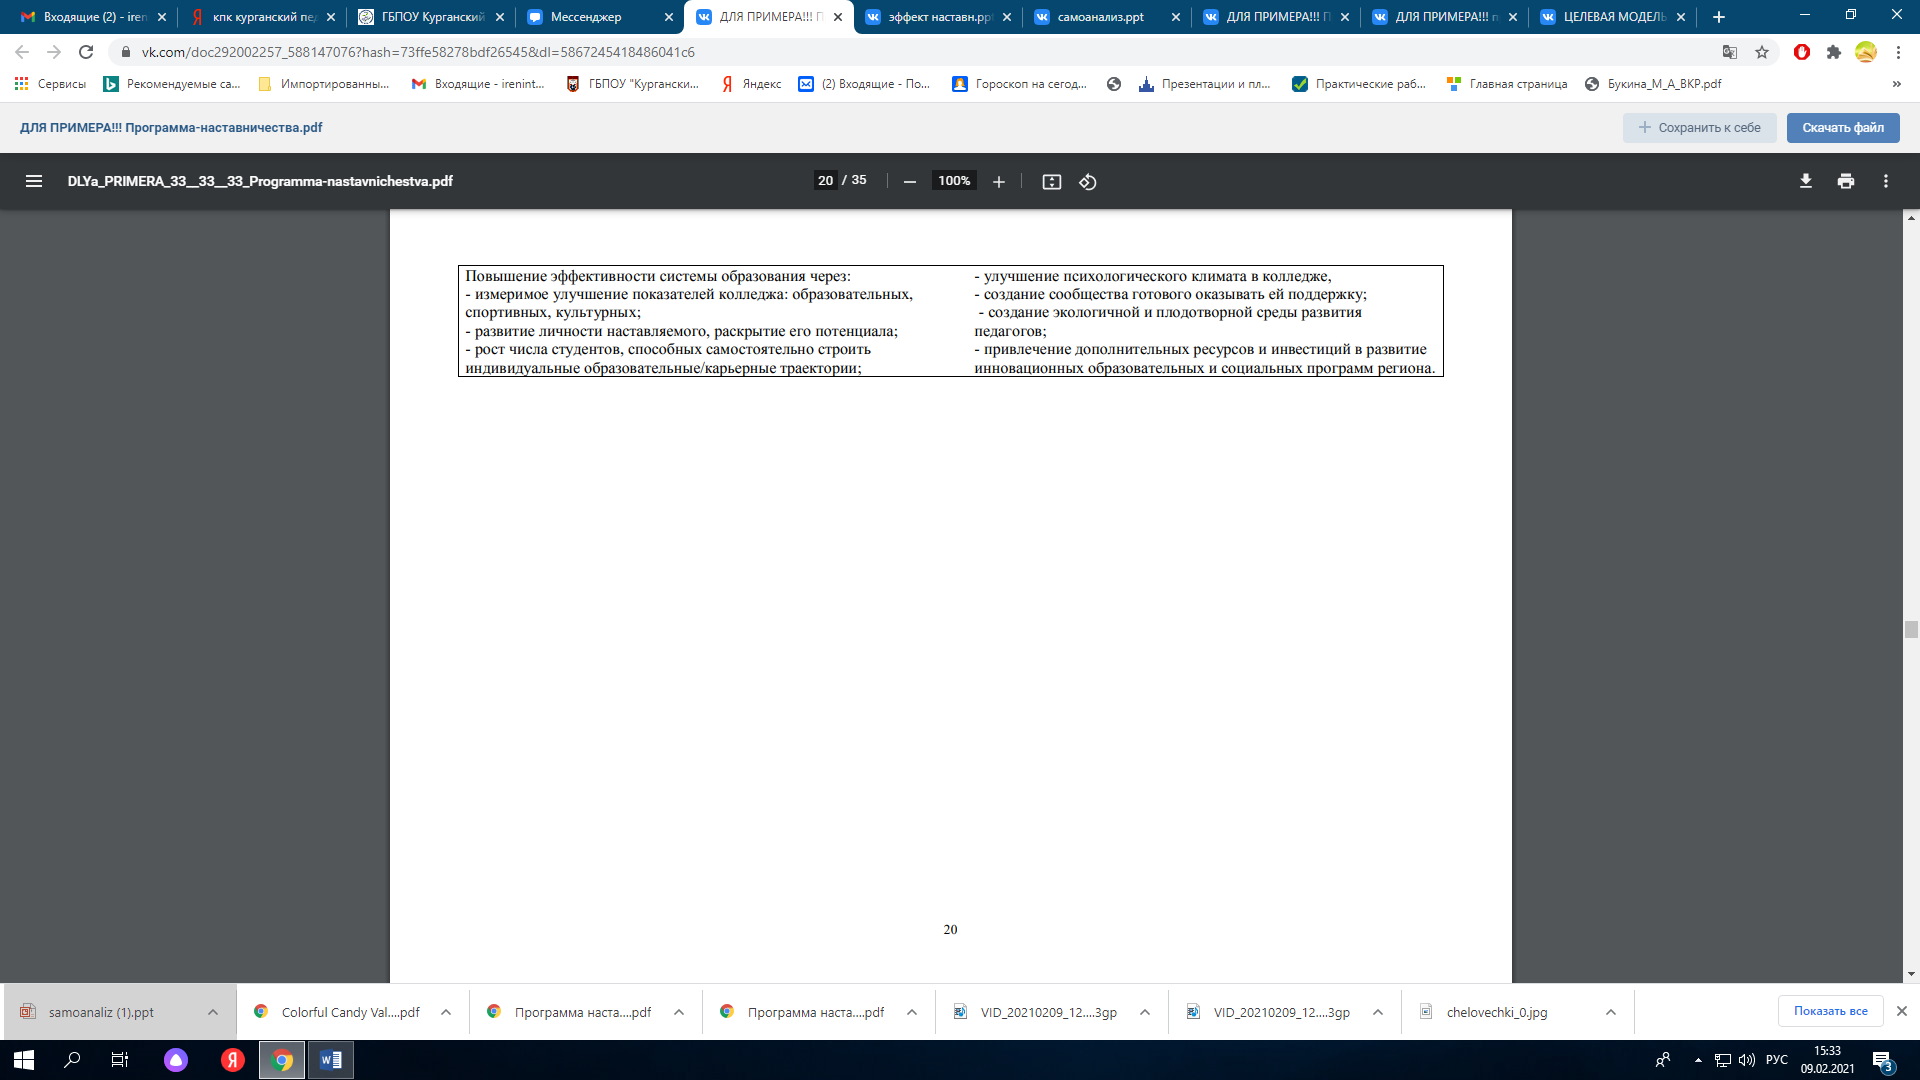 Входящие (2) - iren
кпк курганский пед
ГБПОУ Курганский
Мессенджер
ДЛЯ ПРИМЕРА!!! П
эффект наставн.pp
самоанализ.ppt
ДЛЯ ПРИМЕРА!!! П
ДЛЯ ПРИМЕРА!!! п
ЦЕЛЕВАЯ МОДЕЛЬ
vk.com/doc292002257_588147076?hash=73ffe58278bdf26545&dl=5867245418486041c6
Сервисы
Рекомендуемые са...
Импортированны...
Входящие - irenint...
ГБПОУ "Кургански...
Яндекс
(2) Входящие - По...
Гороскоп на сегод...
Презентации и пл...
Практические раб...
Главная страница
Букина_М_А_ВКР.pdf
»
ДЛЯ ПРИМЕРА!!! Программа-наставничества.pdf
Сохранить к себе
Скачать файл
DLYa_PRIMERA_33__33__33_Programma-nastavnichestva.pdf
20 / 35
100%
Повышение эффективности системы образования через:
- измеримое улучшение показателей колледжа: образовательных,
спортивных, культурных;
- развитие личности наставляемого, раскрытие его потенциала;
- рост числа студентов, способных самостоятельно строить
индивидуальные образовательные/карьерные траектории;
- улучшение психологического климата в колледже,
- создание сообщества готового оказывать ей поддержку;
- создание экологичной и плодотворной среды развития
педагогов;
- привлечение дополнительных ресурсов и инвестиций в развитие
инновационных образовательных и социальных программ региона.
20
samoanaliz (1).ppt
Colorful Candy Val....pdf
Программа наста....pdf
Программа наста....pdf
VID_20210209_12....3gp
VID_20210209_12....3gp
chelovechki_0.jpg
Показать все
РУС
15:33
09.02.2021
3